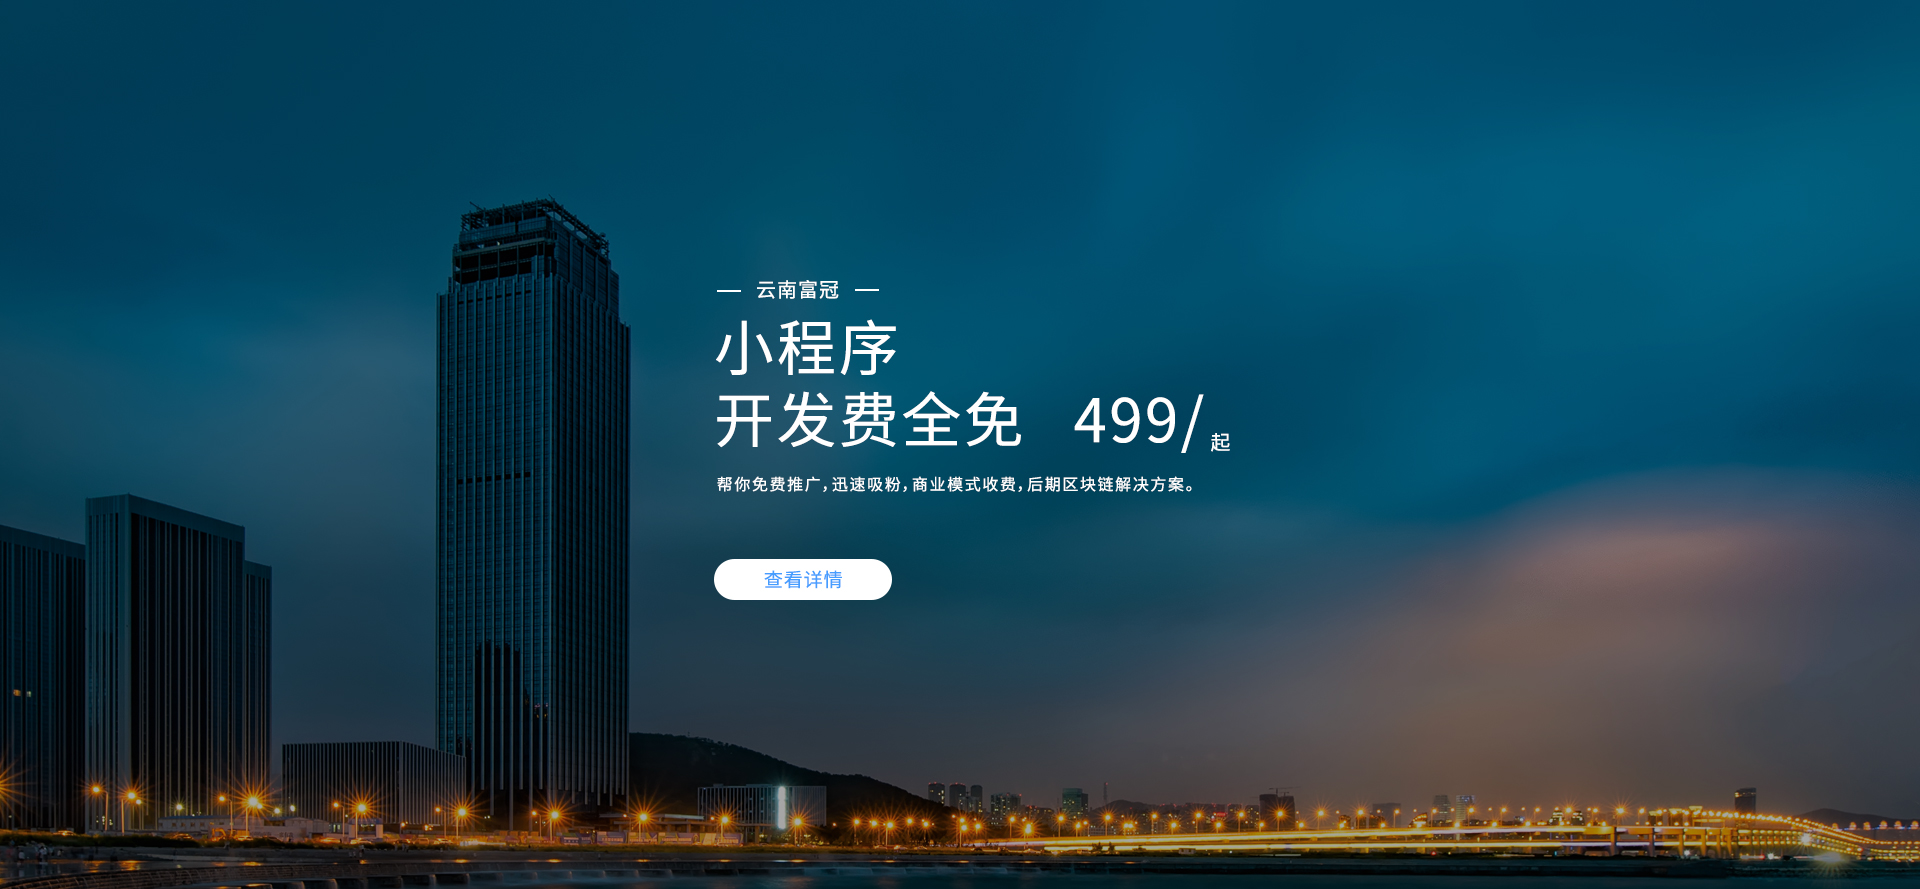 云南富冠
小程序
开发费全免 499/起
帮你免费推广，迅速吸粉，商业模式收费，后期区块链解决方案。
查看详情